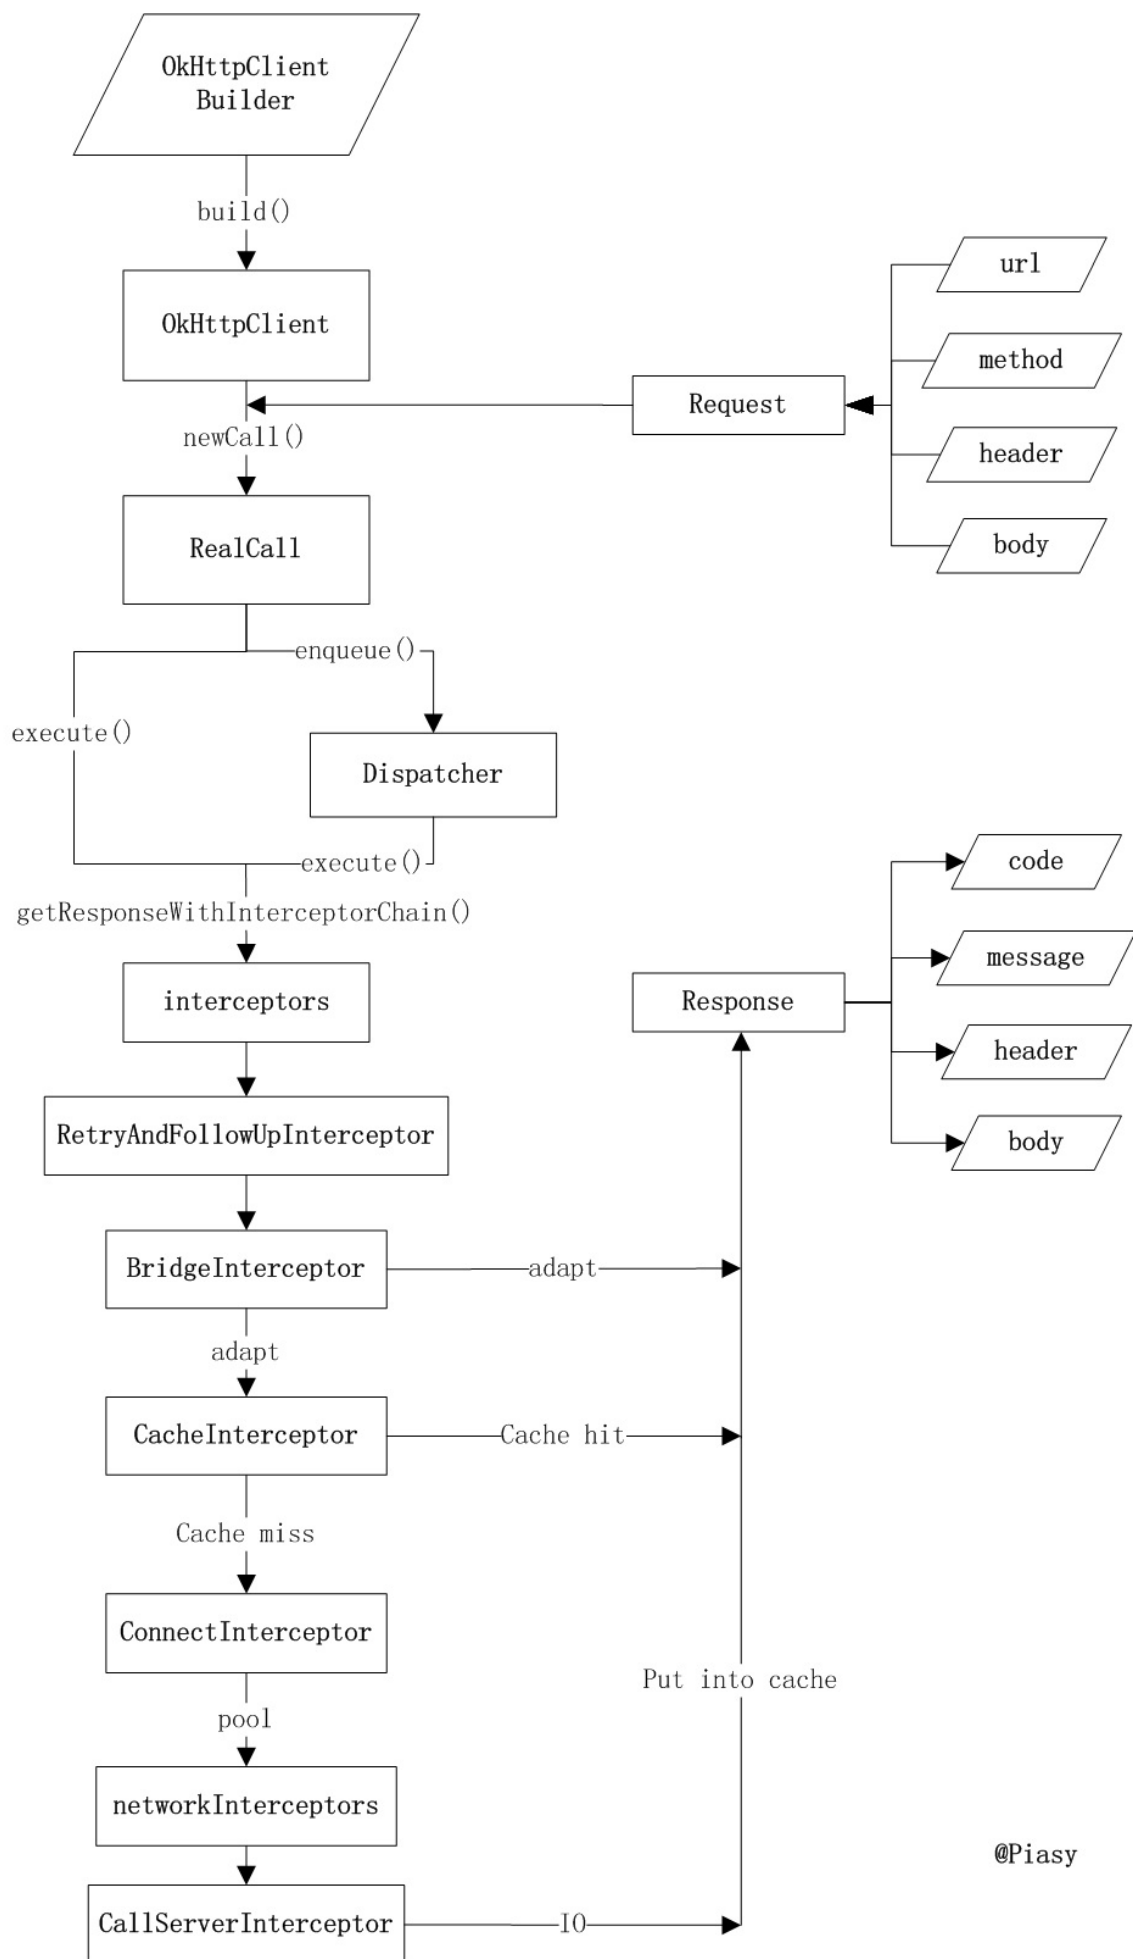 OkHttpClient
Builder
build()
url
OkHttpClient
method
Request
newCall()
header
RealCall
body
enqueue()
execute()
Dispatcher
code
execute()
getResponseWithInterceptorChain()
message
interceptors
Response
header
RetryAndFollowUpInterceptor
body
BridgeInterceptor
adapt
adapt
CacheInterceptor
Cache hit
Cache miss
ConnectInterceptor
Put into cache
pool
networkInterceptors
@Piasy
CallServerInterceptor
IO